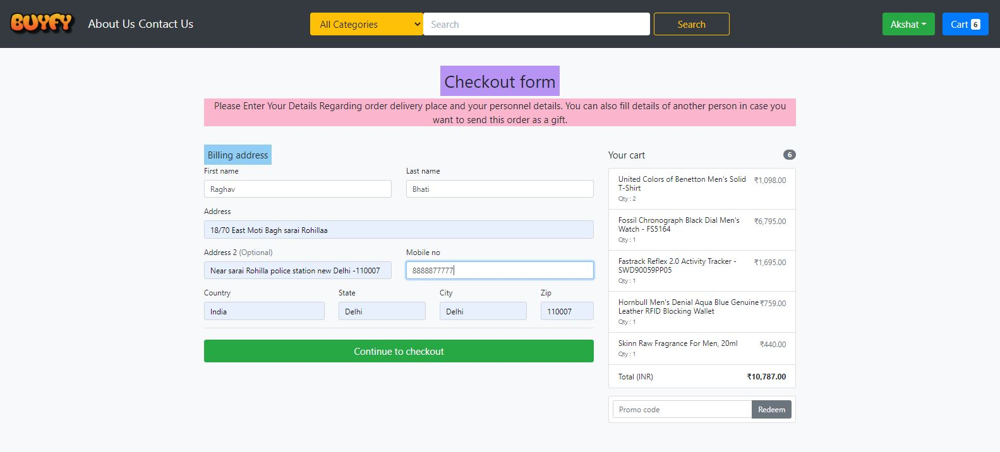 BUYFY About Us Contact Us All Categories Search Search Akshat Cart 6
Checkout form
Please Enter Your Details Regarding order delivery place and your personnel details. You can also fill details of another person in case you
want to send this order as a gift.
Billing address
First name Last name
Raghav Bhati
Address
18/70 East Moti Bagh sarai Rohillaa
Address 2 (Optional) Mobile no
Near sarai Rohilla police station new Delhi -110007 8888877777
Country State City Zip
India Delhi Delhi 110007
Continue to checkout
Your cart 6
United Colors of Benetton Men's Solid ₹1,098.00
T-Shirt
Qty : 2
Fossil Chronograph Black Dial Men's ₹6,795.00
Watch - FS5164
Qty : 1
Fastrack Reflex 2.0 Activity Tracker - ₹1,695.00
SWD90059PP05
Qty : 1
Hornbull Men's Denial Aqua Blue Genuine ₹759.00
Leather RFID Blocking Wallet
Qty : 1
Skinn Raw Fragrance For Men, 20ml ₹440.00
Qty : 1
Total (INR) ₹10,787.00
Promo code Redeem